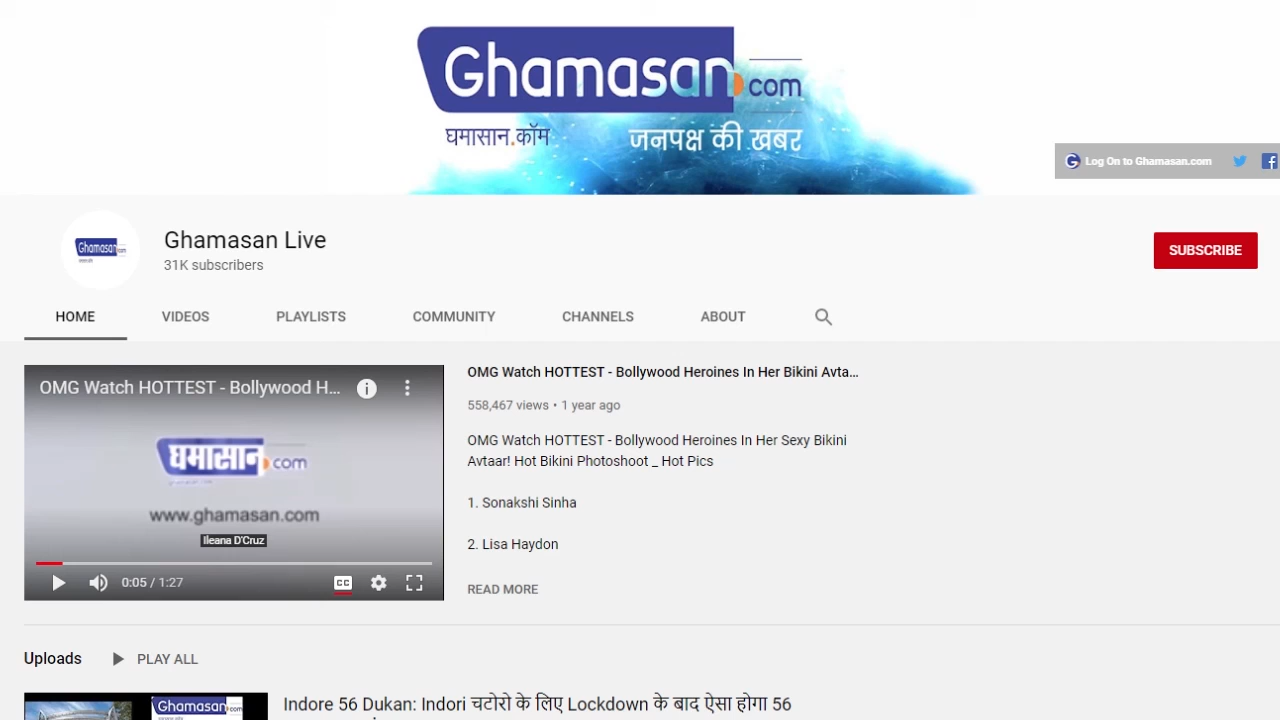 Ghamasan.com
घमासान.कॉम
जनपक्ष की खबर
Log On to Ghamasan.com
Ghamasan
Ghamasan Live
31K subscribers
SUBSCRIBE
HOME VIDEOS PLAYLISTS COMMUNITY CHANNELS ABOUT
OMG Watch HOTTEST - Bollywood H...
घमासान.com
www.ghamasan.com
Ileana D'Cruz
0:05 / 1:27
CC
OMG Watch HOTTEST - Bollywood Heroines In Her Bikini Avta...
558,467 views • 1 year ago
OMG Watch HOTTEST - Bollywood Heroines In Her Sexy Bikini
Avtaar! Hot Bikini Photoshoot _ Hot Pics
1. Sonakshi Sinha
2. Lisa Haydon
READ MORE
Uploads PLAY ALL
Ghamasan
Indore 56 Dukan: Indori चटोरो के लिए Lockdown के बाद ऐसा होगा 56